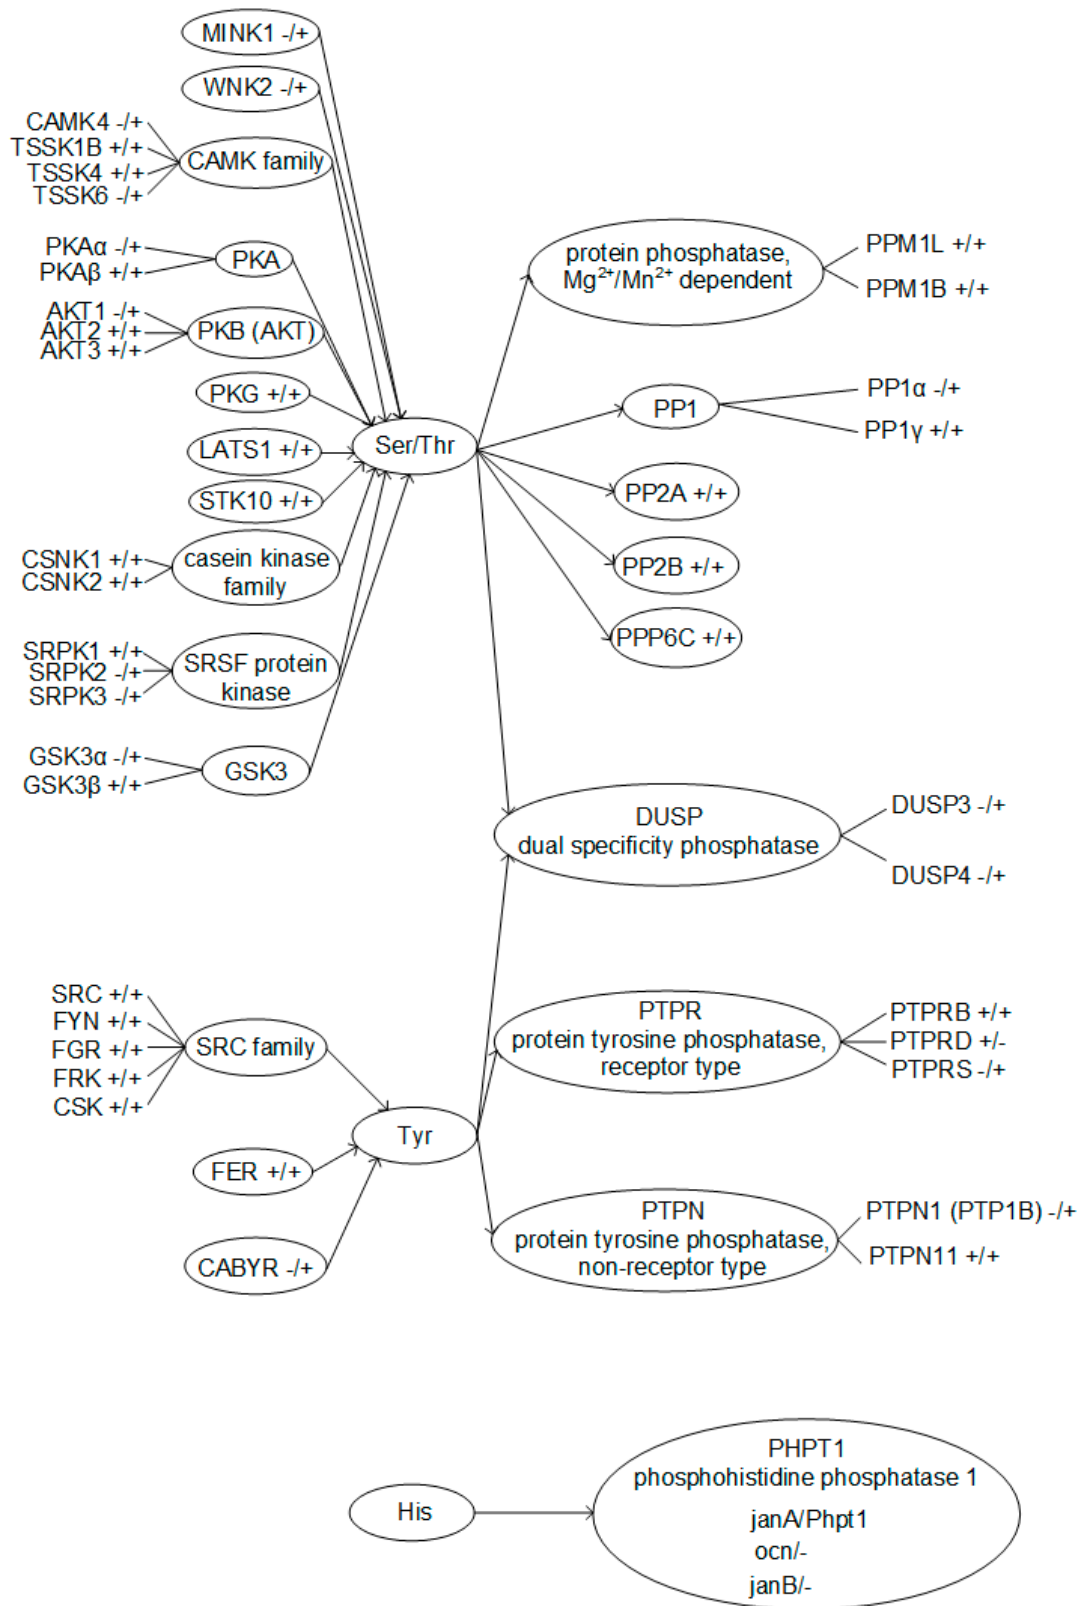 MINK1 -/+
WNK2 -/+
CAMK4 -/+
TSSK1B +/+
TSSK4 +/+
TSSK6 -/+
CAMK family
PKAα -/+
PKAβ +/+
PKA
AKT1 -/+
AKT2 +/+
AKT3 +/+
PKB (AKT)
PKG +/+
LATS1 +/+
STK10 +/+
CSNK1 +/+
CSNK2 +/+
casein kinase
family
SRPK1 +/+
SRPK2 -/+
SRPK3 -/+
SRSF protein
kinase
GSK3α -/+
GSK3β +/+
GSK3
Ser/Thr
protein phosphatase,
Mg²⁺/Mn²⁺ dependent
PPM1L +/+
PPM1B +/+
PP1
PP1α -/+
PP1γ +/+
PP2A +/+
PP2B +/+
PPP6C +/+
DUSP
dual specificity phosphatase
DUSP3 -/+
DUSP4 -/+
SRC +/+
FYN +/+
FGR +/+
FRK +/+
CSK +/+
SRC family
FER +/+
CABYR -/+
Tyr
PTPR
protein tyrosine phosphatase,
receptor type
PTPRB +/+
PTPRD +/-
PTPRS -/+
PTPN
protein tyrosine phosphatase,
non-receptor type
PTPN1 (PTP1B) -/+
PTPN11 +/+
His
PHPT1
phosphohistidine phosphatase 1
janA/Phpt1
ocn/-
janB/-